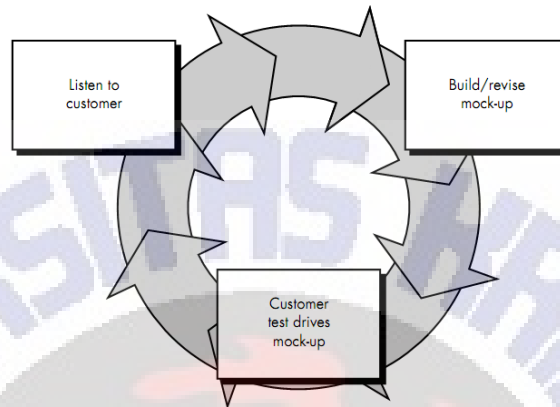 Listen to
customer
Build/revise
mock-up
Customer
test drives
mock-up